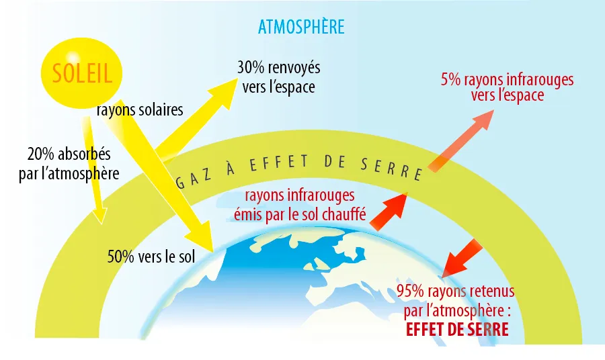 ATMOSPHÈRE
SOLEIL
rayons solaires
30% renvoyés
vers l'espace
5% rayons infrarouges
vers l'espace
20% absorbés
par l'atmosphère
GAZ À EFFET DE SERRE
rayons infrarouges
émis par le sol chauffé
50% vers le sol
95% rayons retenus
par l'atmosphère :
EFFET DE SERRE